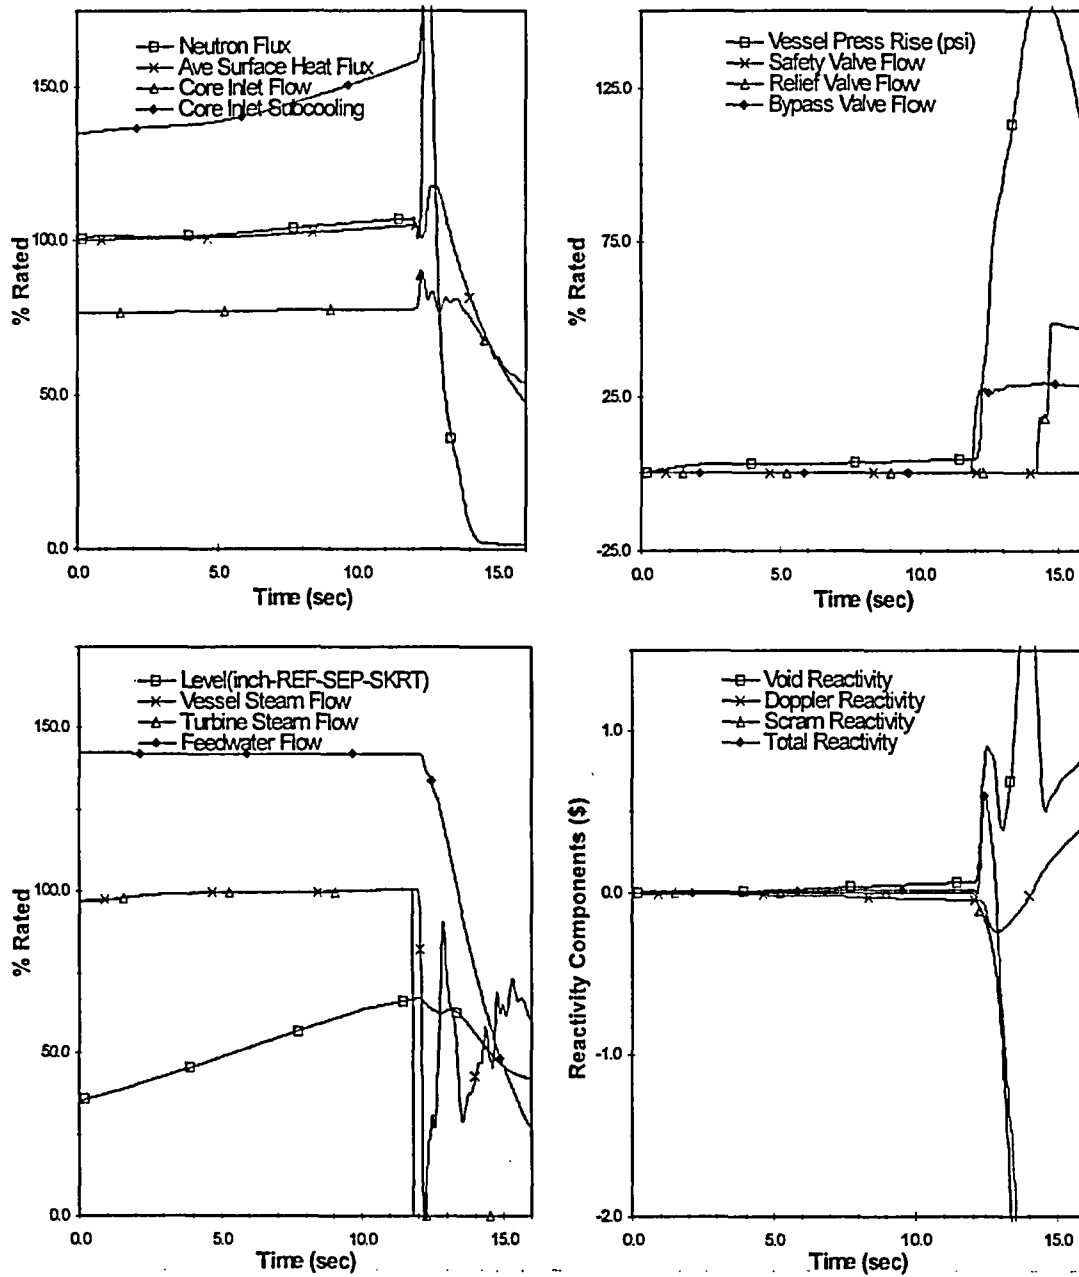 Neutron Flux
Ave Surface Heat Flux
Core Inlet Flow
Core Inlet Subcooling
150.0
100.0
50.0
0.0
% Rated
0.0 5.0 10.0 15.0
Time (sec)
Vessel Press Rise (psi)
Safety Valve Flow
Relief Valve Flow
Bypass Valve Flow
125.0
75.0
25.0
-25.0
% Rated
0.0 5.0 10.0 15.0
Time (sec)
Level(inch-REF-SEP-SKRT)
Vessel Steam Flow
Turbine Steam Flow
Feedwater Flow
150.0
100.0
50.0
0.0
% Rated
0.0 5.0 10.0 15.0
Time (sec)
Void Reactivity
Doppler Reactivity
Scram Reactivity
Total Reactivity
1.0
0.0
-1.0
-2.0
Reactivity Components ($)
0.0 5.0 10.0 15.0
Time (sec)